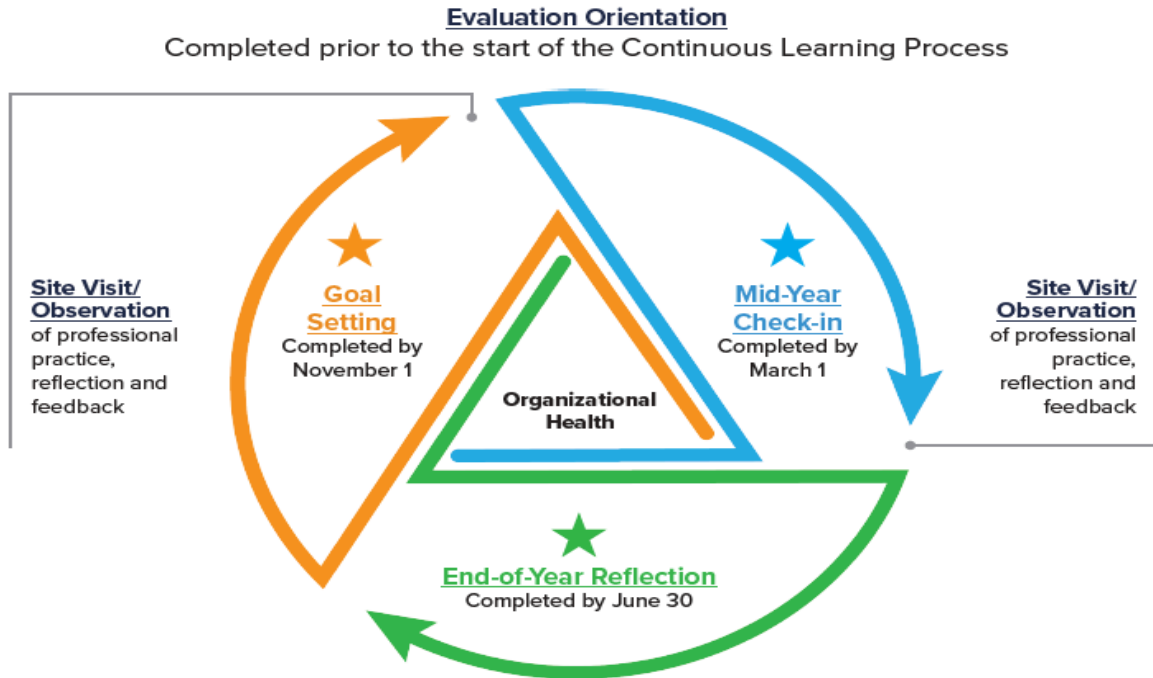 Evaluation Orientation
Completed prior to the start of the Continuous Learning Process
Site Visit/
Observation
of professional
practice,
reflection and
feedback
Goal
Setting
Completed by
November 1
Organizational
Health
Mid-Year
Check-in
Completed by
March 1
Site Visit/
Observation
of professional
practice,
reflection and
feedback
End-of-Year Reflection
Completed by June 30